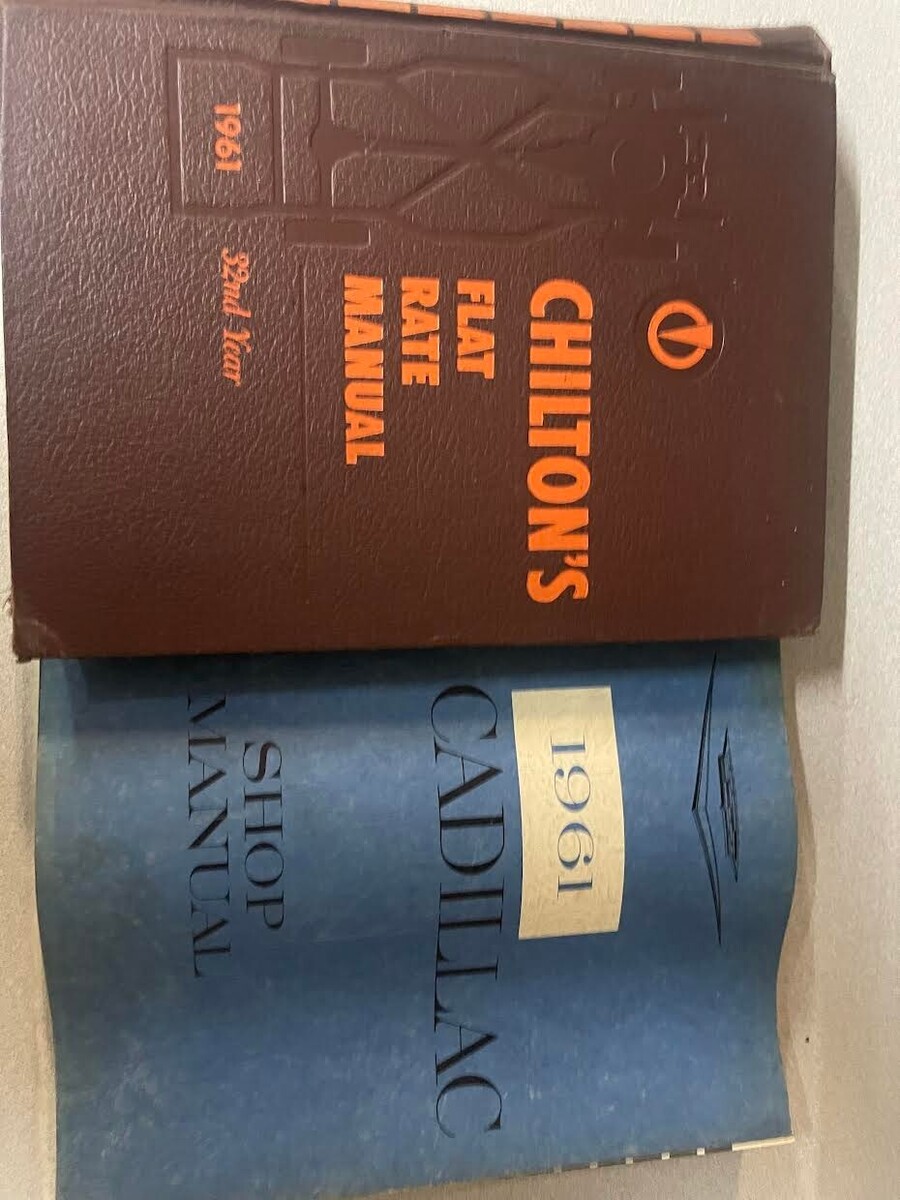 CHILTON'S
FLAT
RATE
MANUAL
1961
32nd Year
1961
CADILLAC
SHOP
MANUAL